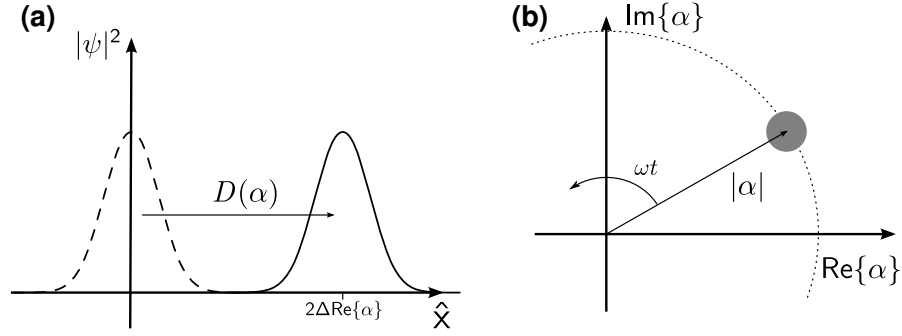 (a)
|ψ|²
D(α)
2ΔRe{α}
X̂
(b)
Im{α}
ωt
|α|
Re{α}